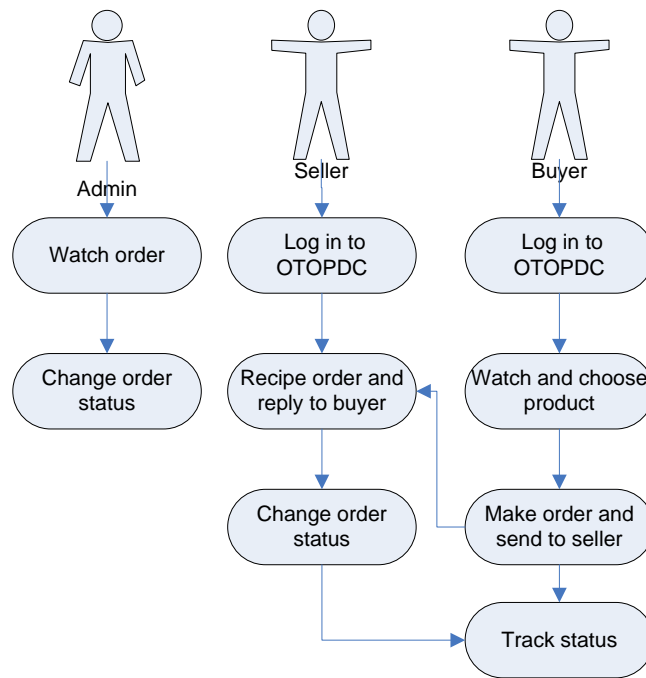 Admin
Seller
Buyer
Watch order
Log in to
OTOPDC
Log in to
OTOPDC
Change order
status
Recipe order and
reply to buyer
Watch and choose
product
Change order
status
Make order and
send to seller
Track status